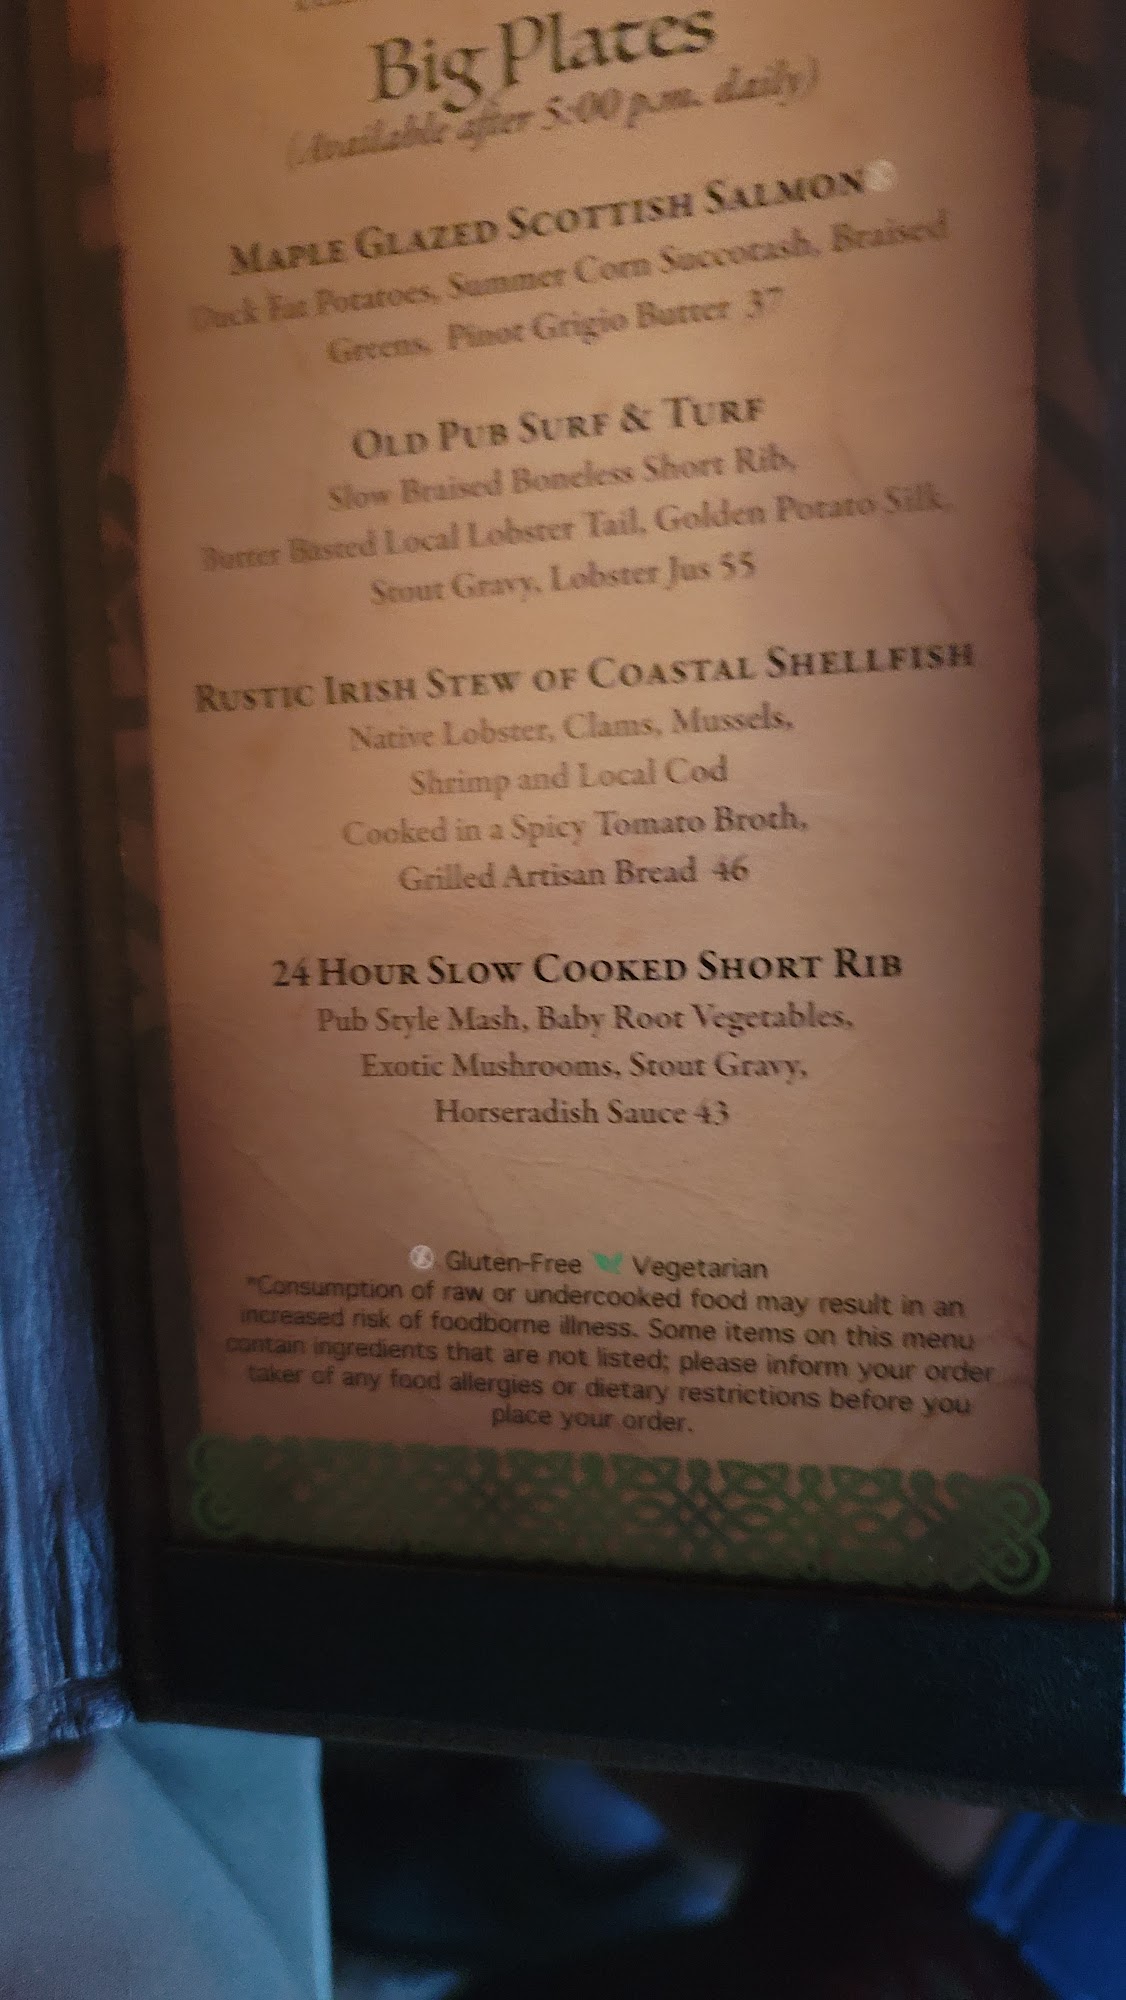 Big Plates
(Available after 5:00 p.m. daily)
Maple Glazed Scottish Salmon
Duck Fat Potatoes, Summer Corn Succotash, Braised
Greens, Pinot Grigio Butter 37
Old Pub Surf & Turf
Slow Braised Boneless Short Rib,
Butter Basted Local Lobster Tail, Golden Potato Silk,
Stout Gravy, Lobster Jus 55
Rustic Irish Stew of Coastal Shellfish
Native Lobster, Clams, Mussels,
Shrimp and Local Cod
Cooked in a Spicy Tomato Broth,
Grilled Artisan Bread 46
24 Hour Slow Cooked Short Rib
Pub Style Mash, Baby Root Vegetables,
Exotic Mushrooms, Stout Gravy,
Horseradish Sauce 43
Gluten-Free Vegetarian
*Consumption of raw or undercooked food may result in an
increased risk of foodborne illness. Some items on this menu
contain ingredients that are not listed; please inform your order
taker of any food allergies or dietary restrictions before you
place your order.